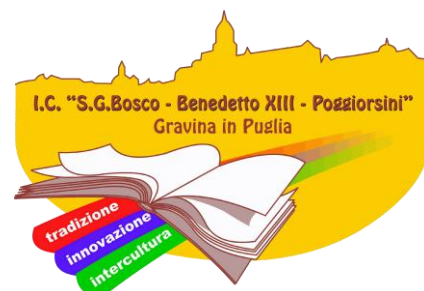 I.C. “S.G.Bosco - Benedetto XIII - Poggiorsini”
Gravina in Puglia
tradizione
innovazione
intercultura